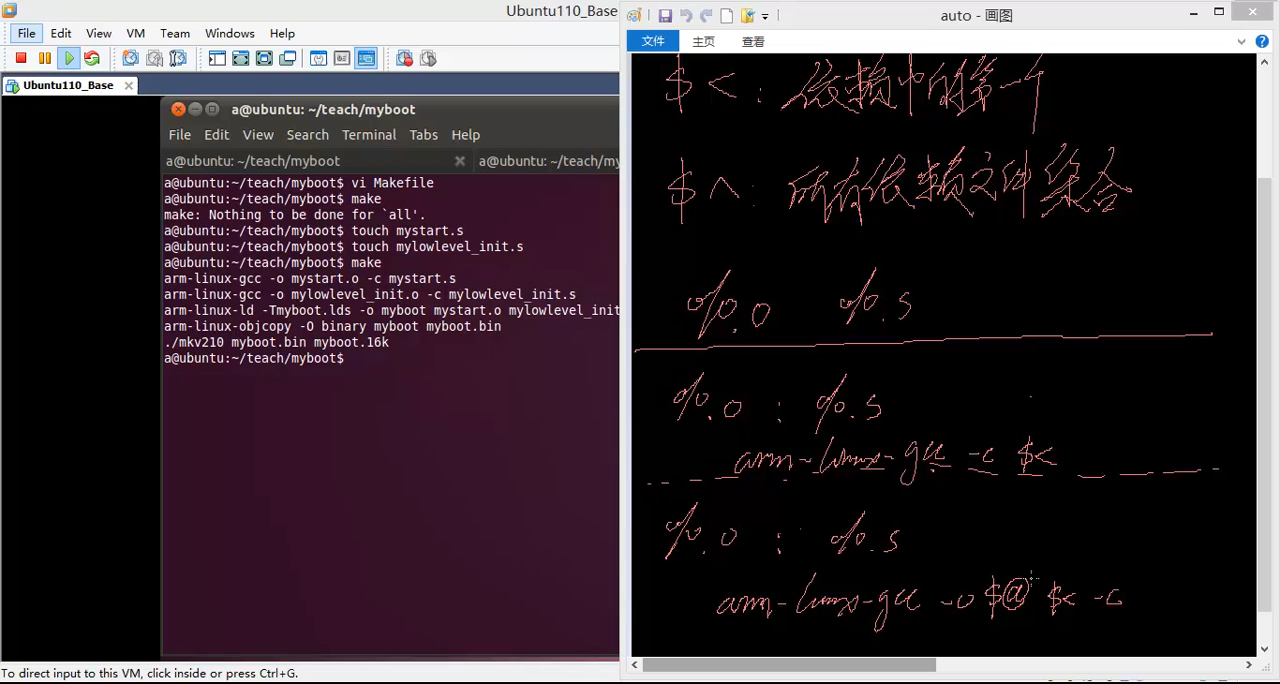 Ubuntu110_Base
File Edit View VM Team Windows Help
Ubuntu110_Base
a@ubuntu: ~/teach/myboot
File Edit View Search Terminal Tabs Help
a@ubuntu: ~/teach/myboot a@ubuntu: ~/teach/my
a@ubuntu:~/teach/myboot$ vi Makefile
a@ubuntu:~/teach/myboot$ make
make: Nothing to be done for `all'.
a@ubuntu:~/teach/myboot$ touch mystart.s
a@ubuntu:~/teach/myboot$ touch mylowlevel_init.s
a@ubuntu:~/teach/myboot$ make
arm-linux-gcc -o mystart.o -c mystart.s
arm-linux-gcc -o mylowlevel_init.o -c mylowlevel_init.s
arm-linux-ld -Tmyboot.lds -o myboot mystart.o mylowlevel_init
arm-linux-objcopy -O binary myboot myboot.bin
./mkv210 myboot.bin myboot.16k
a@ubuntu:~/teach/myboot$
To direct input to this VM, click inside or press Ctrl+G.
auto - 画图
文件 主页 查看
$< : 依赖中的第一个
$^ : 所有依赖文件集合
%.o %.s
%.o : %.s
arm-linux-gcc -c $<
%.o : %.s
arm-linux-gcc -o $@ $< -c